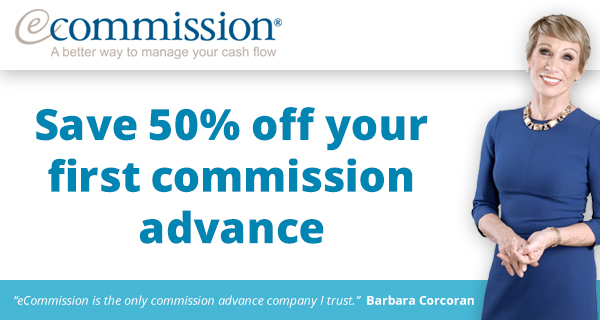 ecommission®
A better way to manage your cash flow
Save 50% off your
first commission
advance
“eCommission is the only commission advance company I trust.” Barbara Corcoran